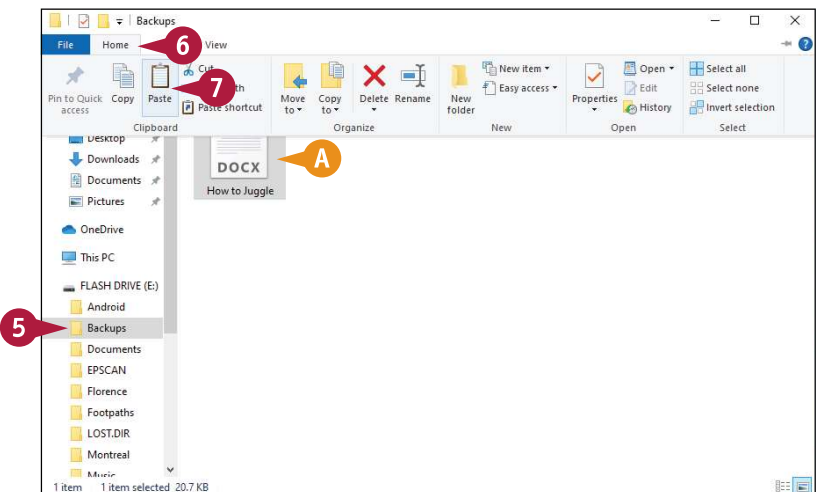 Backups
File Home 6 View
Pin to Quick access
Copy
Paste
7
Cut
Paste shortcut
Clipboard
Move to
Copy to
Delete
Rename
Organize
New folder
New item
Easy access
New
Properties
Open
Edit
History
Open
Select all
Select none
Invert selection
Select
Desktop
Downloads
Documents
Pictures
OneDrive
This PC
FLASH DRIVE (E:)
Android
5 Backups
Documents
EPSCAN
Florence
Footpaths
LOST.DIR
Montreal
Music
DOCX
A
How to Juggle
1 item 1 item selected 20.7 KB